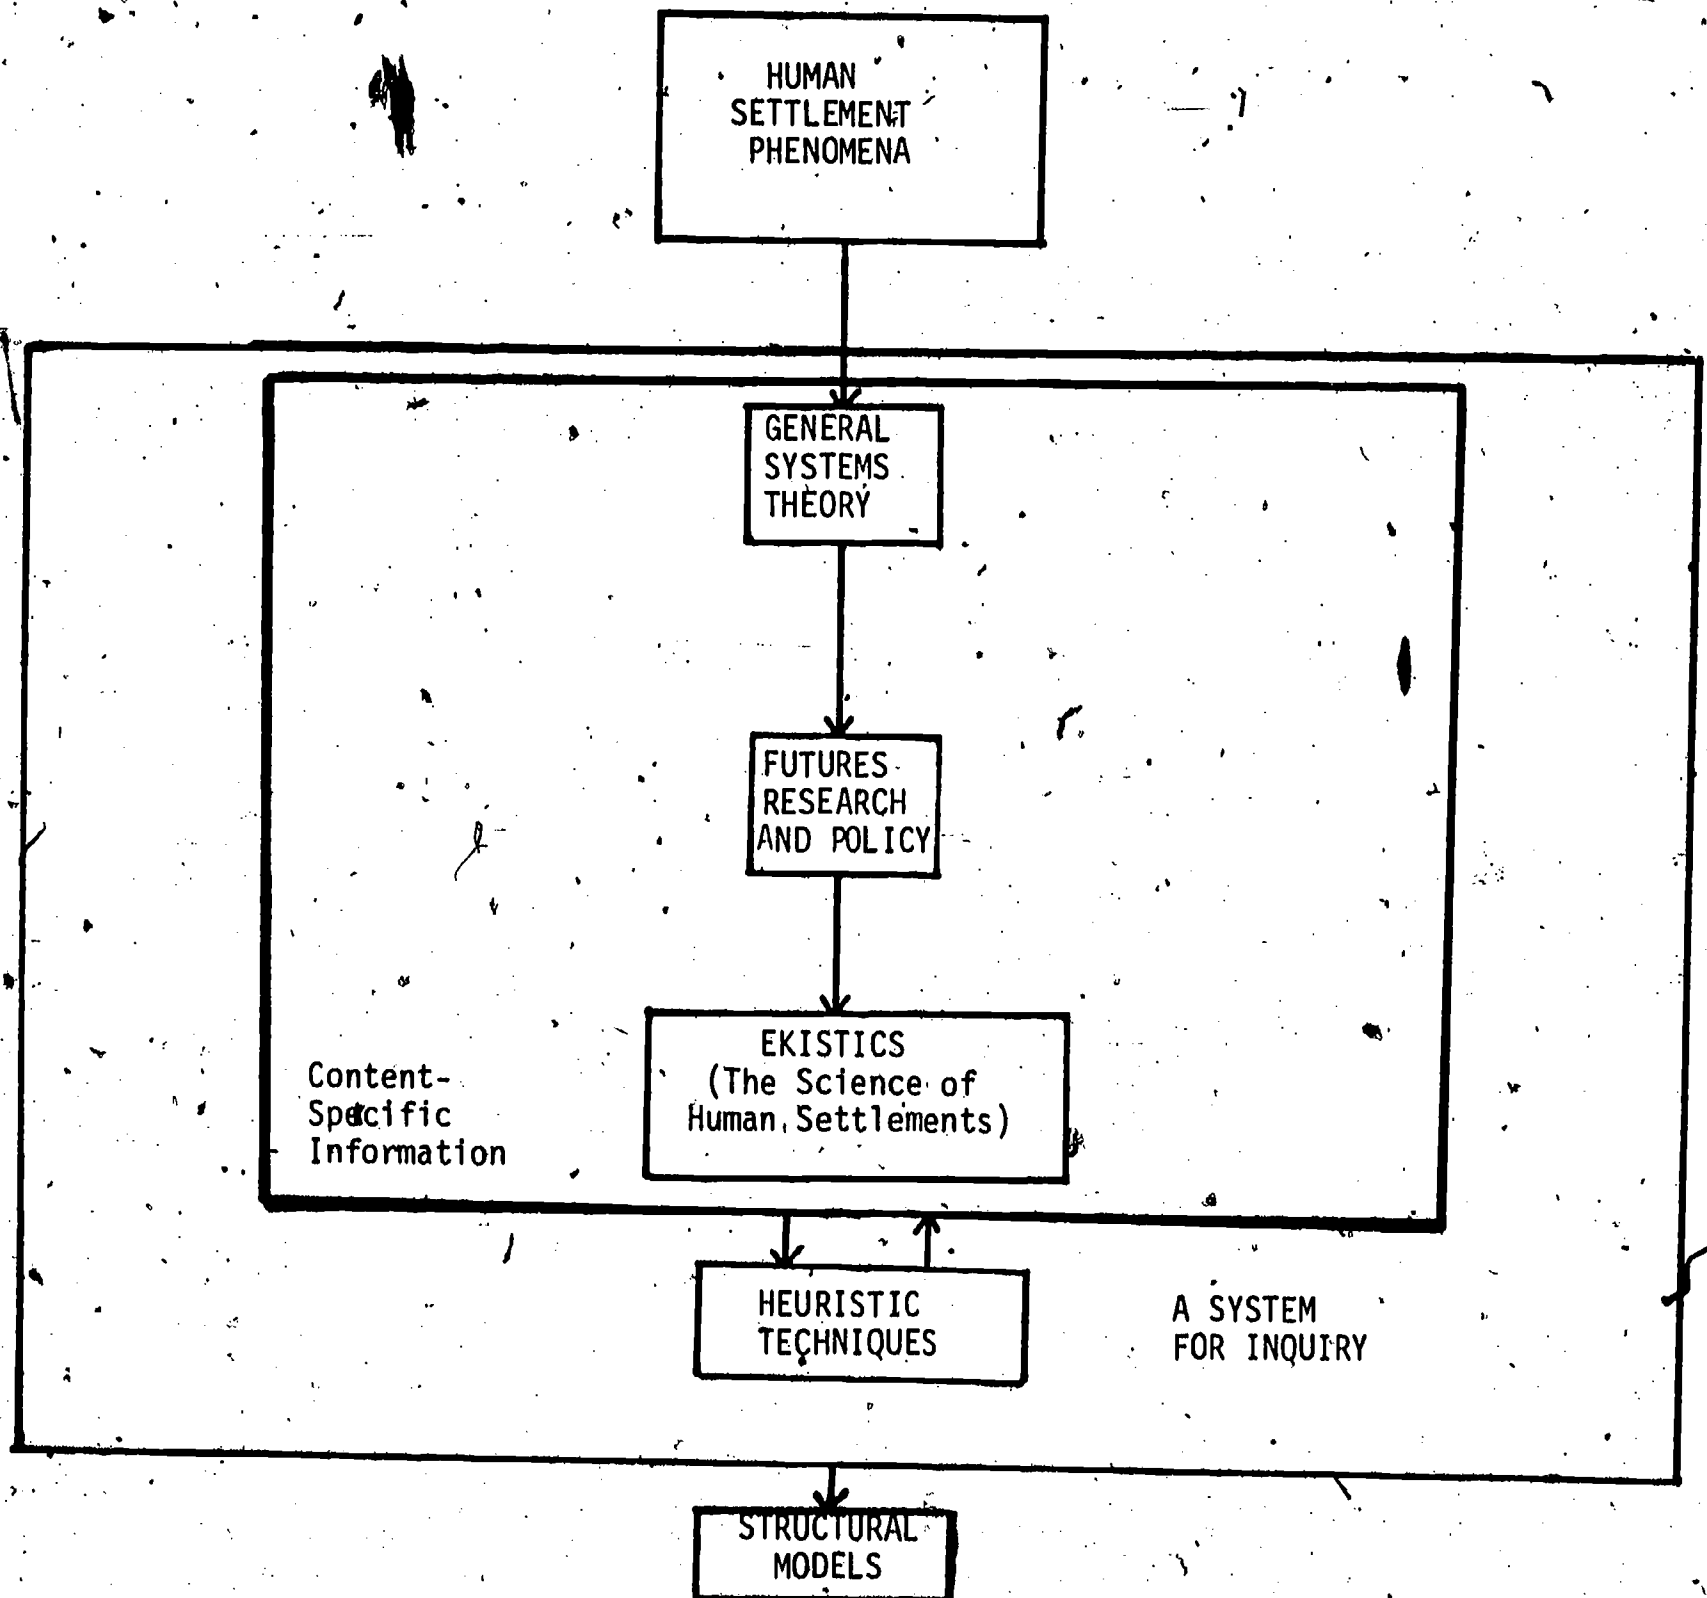 HUMAN
SETTLEMENT
PHENOMENA
GENERAL
SYSTEMS
THEORY
FUTURES
RESEARCH
AND POLICY
EKISTICS
(The Science of
Human Settlements)
Content-
Specific
Information
HEURISTIC
TECHNIQUES
A SYSTEM
FOR INQUIRY
STRUCTURAL
MODELS